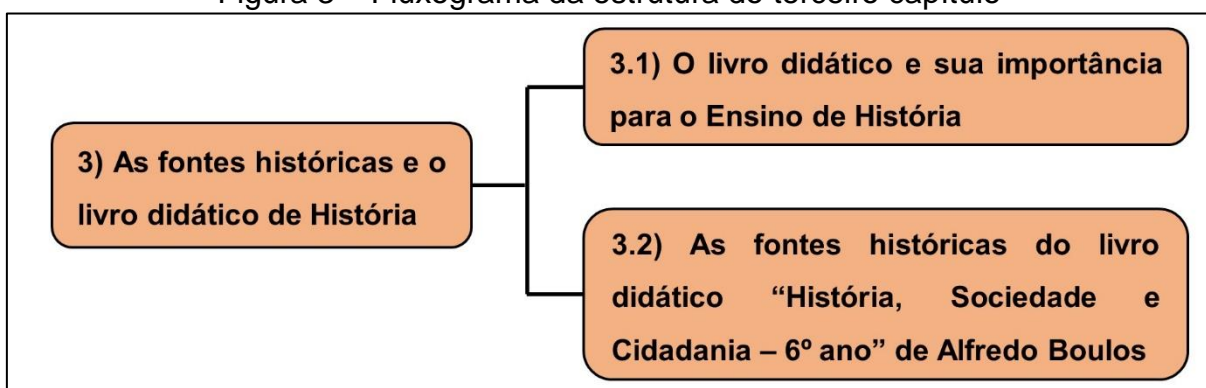 Figura 3 – Fluxograma da estrutura do terceiro capítulo
3.1) O livro didático e sua importância
para o Ensino de História
3) As fontes históricas e o
livro didático de História
3.2) As fontes históricas do livro
didático “História, Sociedade e
Cidadania – 6º ano” de Alfredo Boulos